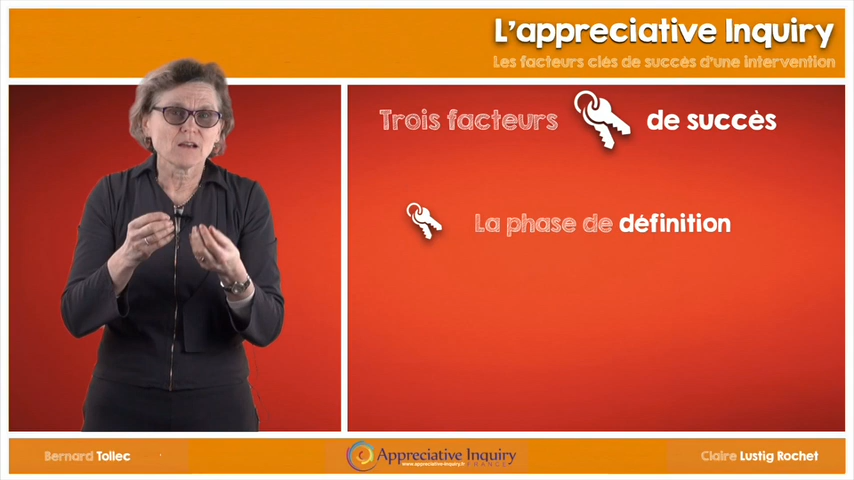 L'appreciative Inquiry
Les facteurs clés de succès d'une intervention
Trois facteurs de succès
La phase de définition
Bernard Tollec
Appreciative Inquiry
www.appreciative-inquiry.fr FRANCE
Claire Lustig Rochet